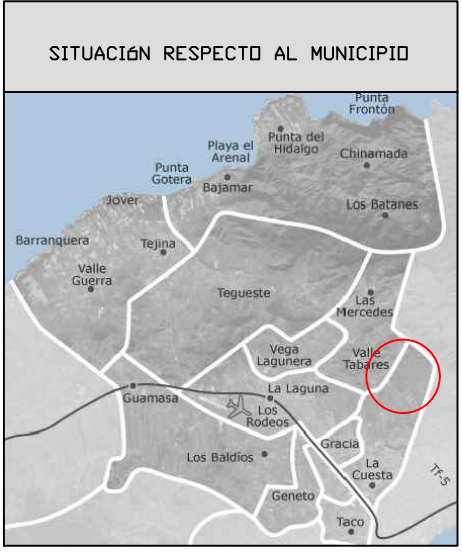 SITUACIóN RESPECTO AL MUNICIPIO
Punta
Frontón
Punta del
Hidalgo
Playa el
Arenal
Chinamada
Punta
Gotera
Bajamar
Jover
Los Batanes
Barranquera
Tejina
Valle
Guerra
Tegueste
Las
Mercedes
Vega
Lagunera
Valle
Tabares
Guamasa
La Laguna
Los
Rodeos
Gracia
Los Baldíos
La
Cuesta
Tf-5
Geneto
Taco